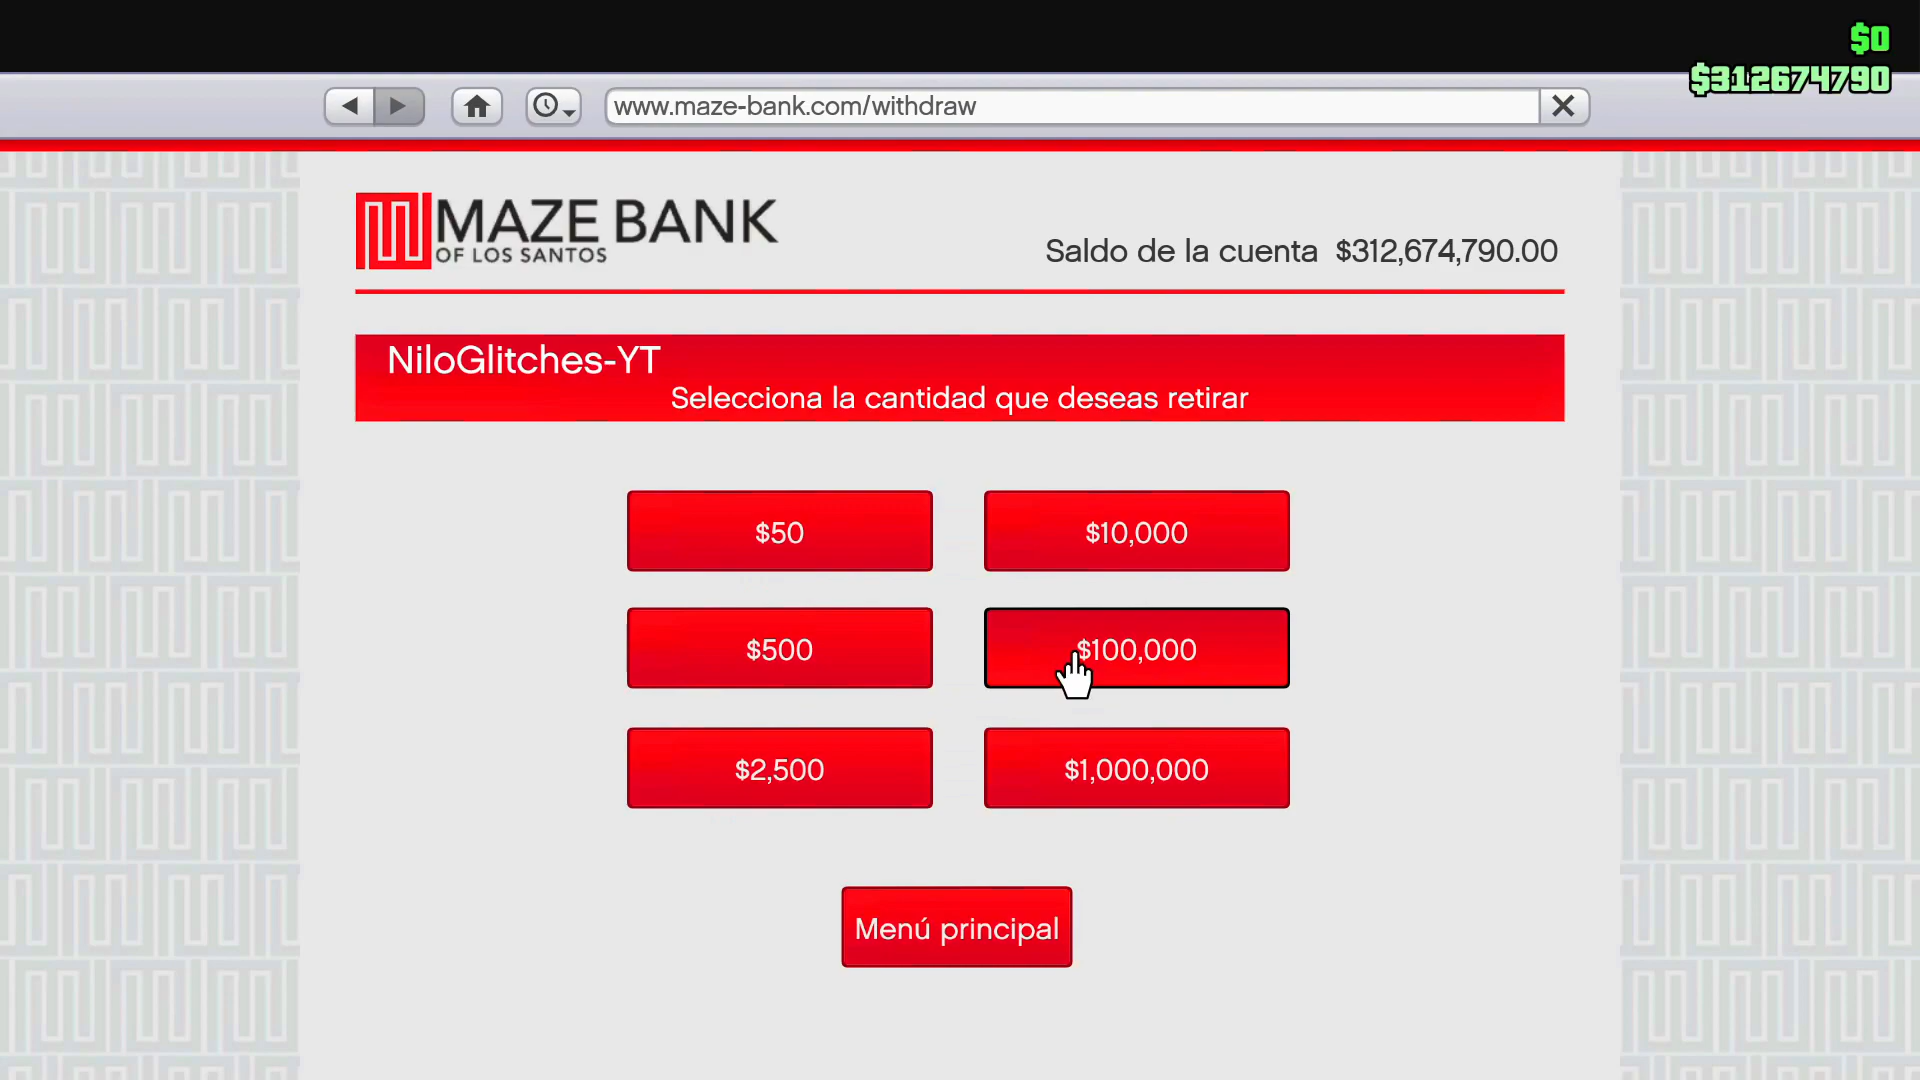 $0
$312674790
www.maze-bank.com/withdraw
MAZE BANK
OF LOS SANTOS
Saldo de la cuenta $312,674,790.00
NiloGlitches-YT
Selecciona la cantidad que deseas retirar
$50
$10,000
$500
$100,000
$2,500
$1,000,000
Menú principal